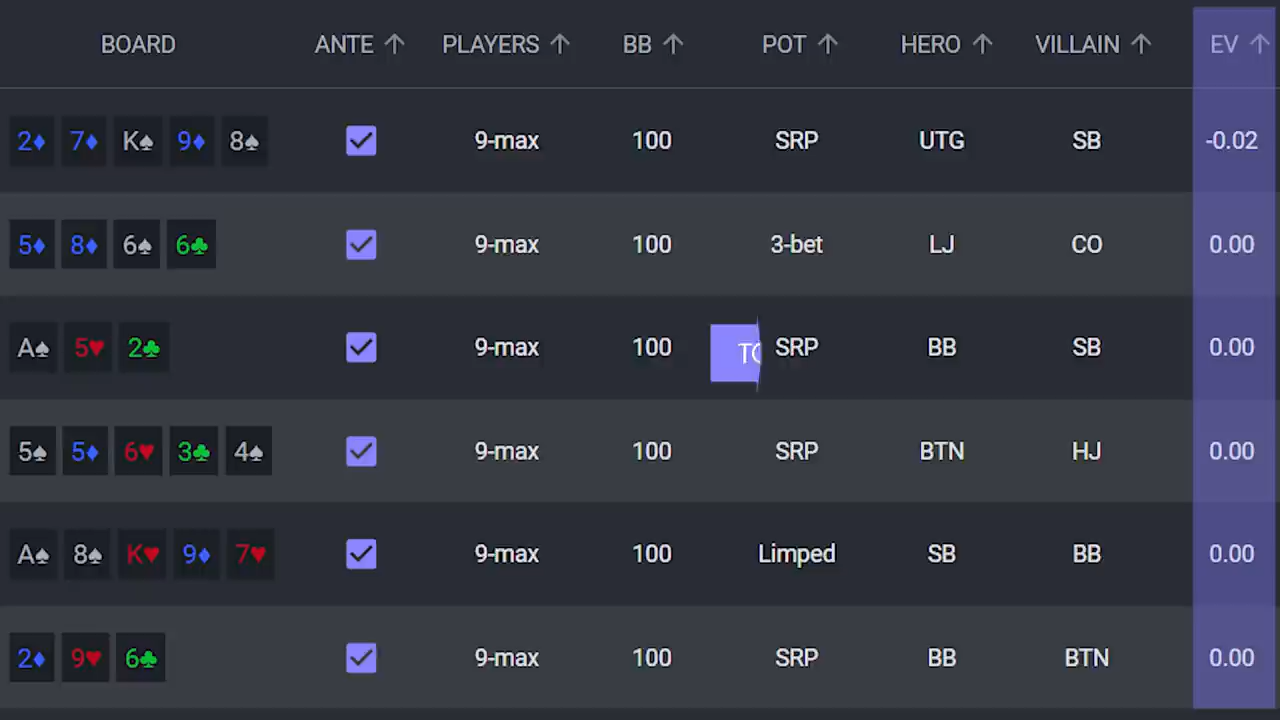 BOARD ANTE ↑ PLAYERS ↑ BB ↑ POT ↑ HERO ↑ VILLAIN ↑ EV ↑
2♦ 7♦ K♠ 9♦ 8♠ 9-max 100 SRP UTG SB -0.02
5♦ 8♦ 6♠ 6♣ 9-max 100 3-bet LJ CO 0.00
A♠ 5♥ 2♣ 9-max 100 SRP BB SB 0.00
5♠ 5♦ 6♥ 3♣ 4♠ 9-max 100 SRP BTN HJ 0.00
A♠ 8♠ K♥ 9♦ 7♥ 9-max 100 Limped SB BB 0.00
2♦ 9♥ 6♣ 9-max 100 SRP BB BTN 0.00